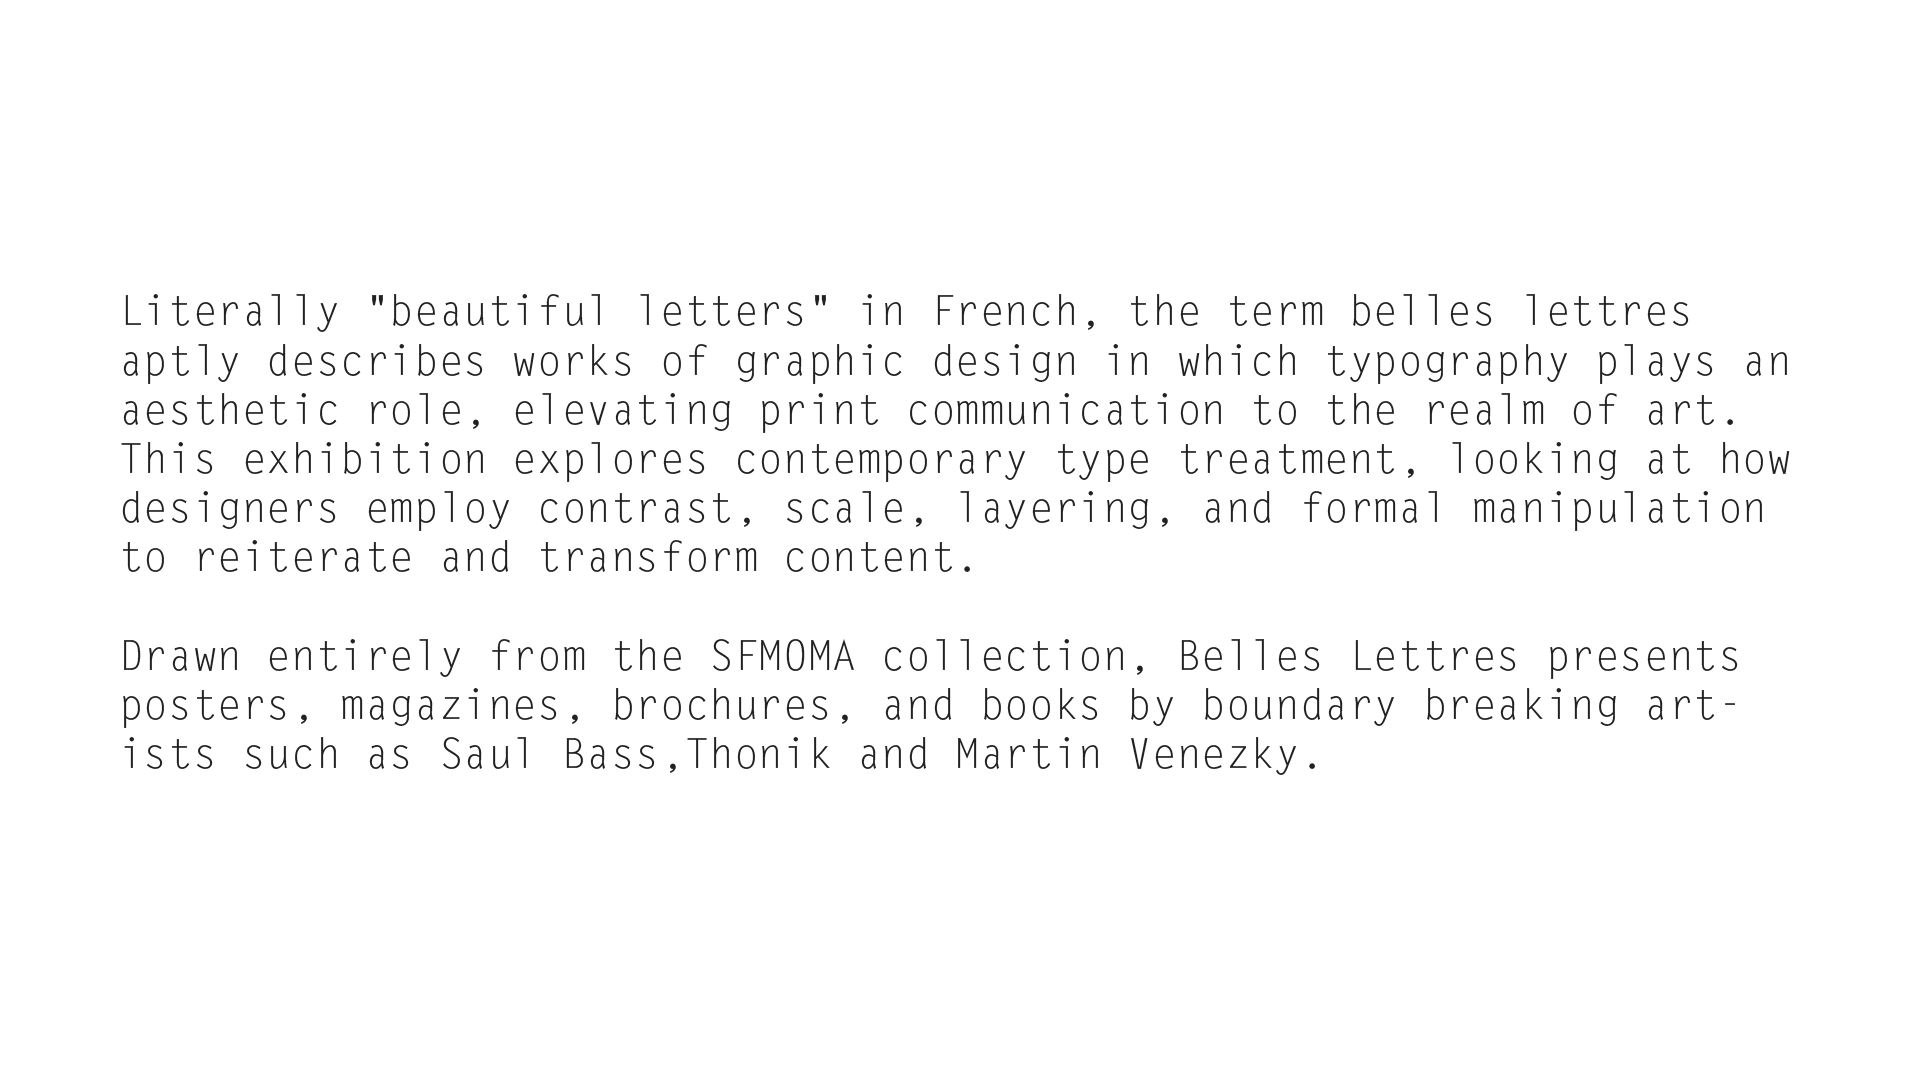 Literally "beautiful letters" in French, the term belles lettres
aptly describes works of graphic design in which typography plays an
aesthetic role, elevating print communication to the realm of art.
This exhibition explores contemporary type treatment, looking at how
designers employ contrast, scale, layering, and formal manipulation
to reiterate and transform content.
Drawn entirely from the SFMOMA collection, Belles Lettres presents
posters, magazines, brochures, and books by boundary breaking art-
ists such as Saul Bass,Thonik and Martin Venezky.